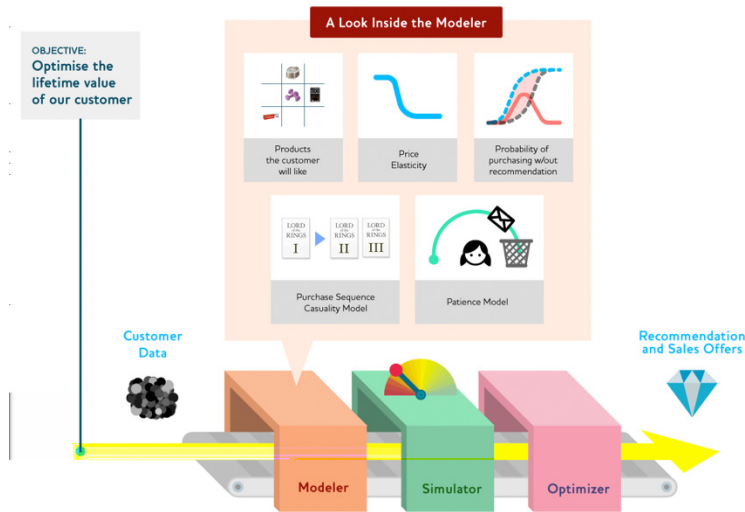 A Look Inside the Modeler
OBJECTIVE:
Optimise the
lifetime value
of our customer
Products
the customer
will like
Price
Elasticity
Probability of
purchasing w/out
recommendation
LORD
of the
RINGS
I
LORD
of the
RINGS
II
LORD
of the
RINGS
III
Purchase Sequence
Casuality Model
Patience Model
Customer
Data
Recommendation
and Sales Offers
Modeler
Simulator
Optimizer